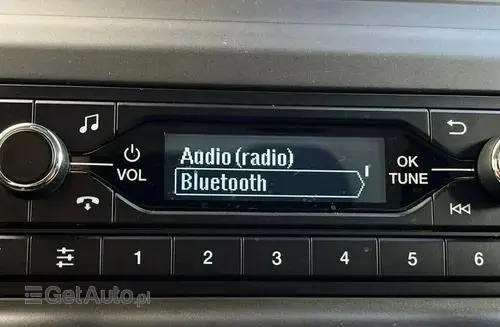 Audio (radio)
Bluetooth
VOL
OK
TUNE
1 2 3 4 5 6
GetAuto.pl